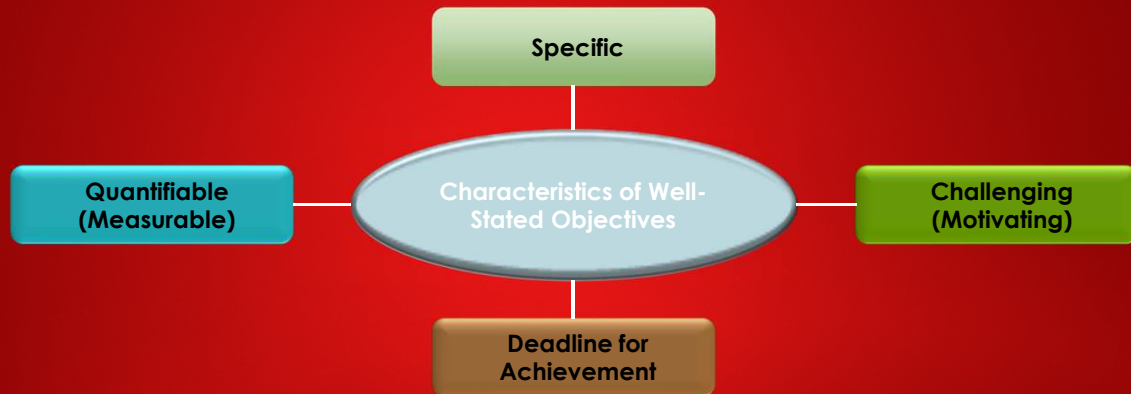 Specific
Quantifiable
(Measurable)
Characteristics of Well-
Stated Objectives
Challenging
(Motivating)
Deadline for
Achievement